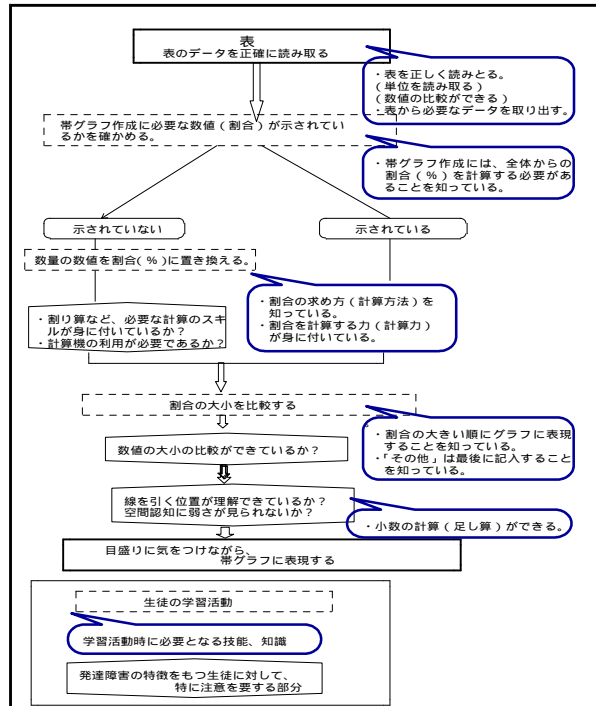 表
表のデータを正確に読み取る
・表を正しく読みとる。
(単位を読み取る)
(数値の比較ができる)
・表から必要なデータを取り出す。
帯グラフ作成に必要な数値(割合)が示されてい
るかを確かめる。
・帯グラフ作成には、全体からの
割合(%)を計算する必要があ
ることを知っている。
示されていない
示されている
数量の数値を割合(%)に置き換える。
・割合の求め方(計算方法)を
知っている。
・割合を計算する力(計算力)
が身に付いている。
・割り算など、必要な計算のスキ
ルが身に付いているか?
・計算機の利用が必要であるか?
割合の大小を比較する
・割合の大きい順にグラフに表現
することを知っている。
・「その他」は最後に記入すること
を知っている。
数値の大小の比較ができているか?
線を引く位置が理解できているか?
空間認知に弱さが見られないか?
・小数の計算(足し算)ができる。
目盛りに気をつけながら、
帯グラフに表現する
生徒の学習活動
学習活動時に必要となる技能、知識
発達障害の特徴をもつ生徒に対して、
特に注意を要する部分